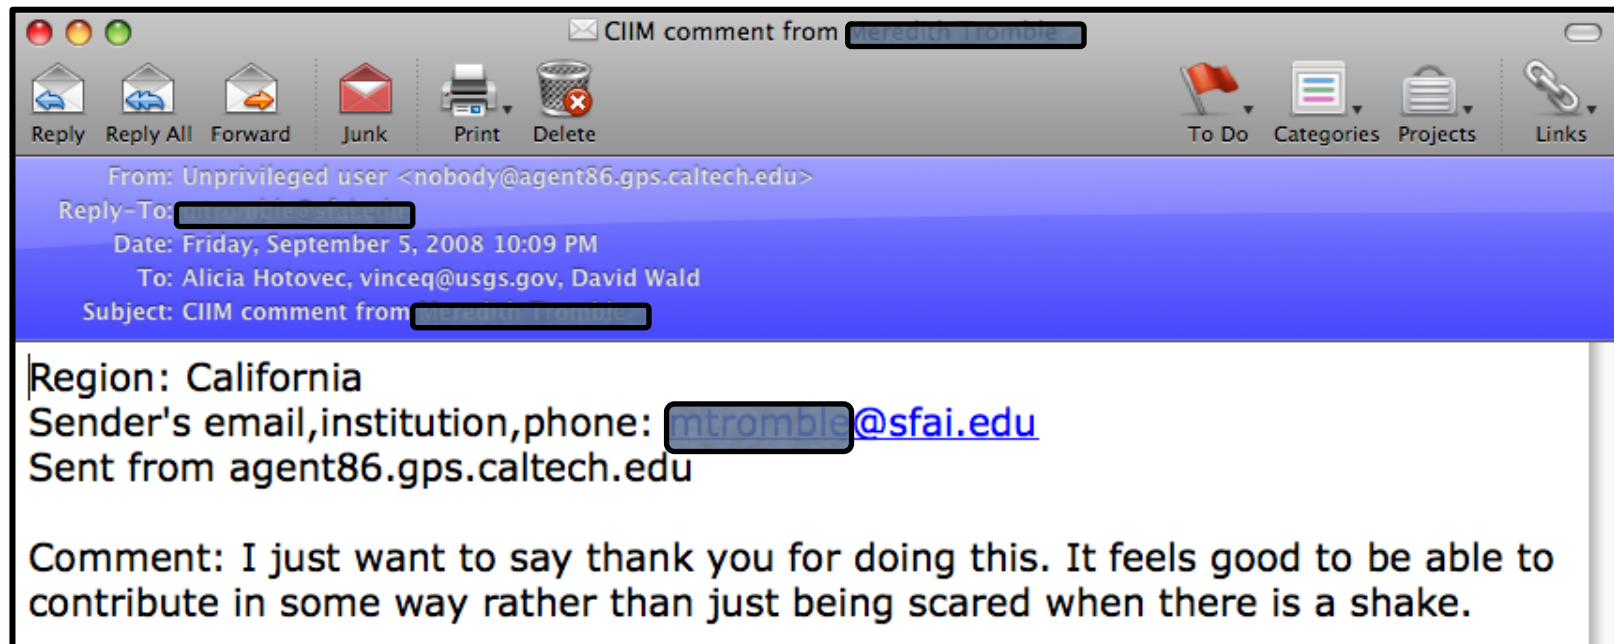 CIIM comment from
Reply Reply All Forward Junk Print Delete To Do Categories Projects Links
From: Unprivileged user <nobody@agent86.gps.caltech.edu>
Reply-To:
Date: Friday, September 5, 2008 10:09 PM
To: Alicia Hotovec, vinceq@usgs.gov, David Wald
Subject: CIIM comment from
Region: California
Sender's email,institution,phone: @sfai.edu
Sent from agent86.gps.caltech.edu
Comment: I just want to say thank you for doing this. It feels good to be able to
contribute in some way rather than just being scared when there is a shake.